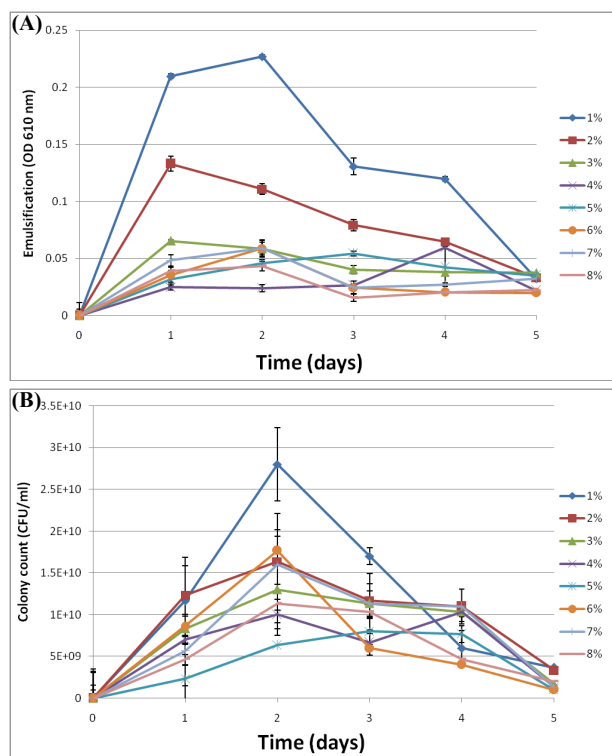 (A)
Emulsification (OD 610 nm)
0.25
0.2
0.15
0.1
0.05
0
0 1 2 3 4 5
Time (days)
1%
2%
3%
4%
5%
6%
7%
8%
(B)
Colony count (CFU/ml)
3.5E+10
3E+10
2.5E+10
2E+10
1.5E+10
1E+10
5E+09
0
0 1 2 3 4 5
Time (days)
1%
2%
3%
4%
5%
6%
7%
8%